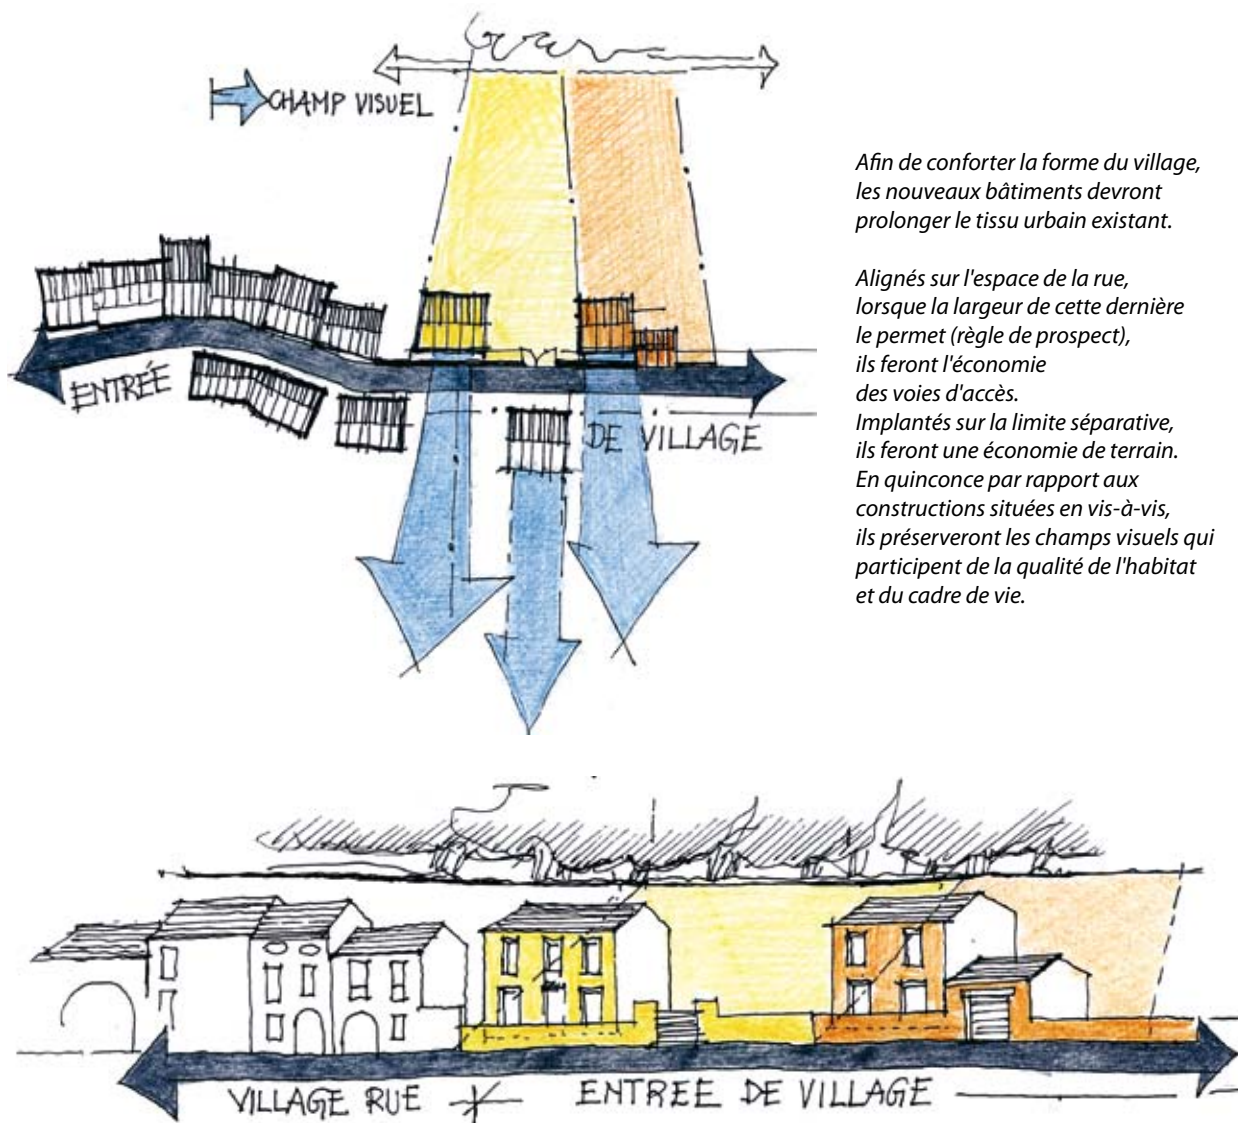 CHAMP VISUEL
Afin de conforter la forme du village,
les nouveaux bâtiments devront
prolonger le tissu urbain existant.
Alignés sur l'espace de la rue,
lorsque la largeur de cette dernière
le permet (règle de prospect),
ils feront l'économie
des voies d'accès.
Implantés sur la limite séparative,
ils feront une économie de terrain.
En quinconce par rapport aux
constructions situées en vis-à-vis,
ils préserveront les champs visuels qui
participent de la qualité de l'habitat
et du cadre de vie.
ENTRÉE
DE VILLAGE
VILLAGE RUE
ENTREE DE VILLAGE